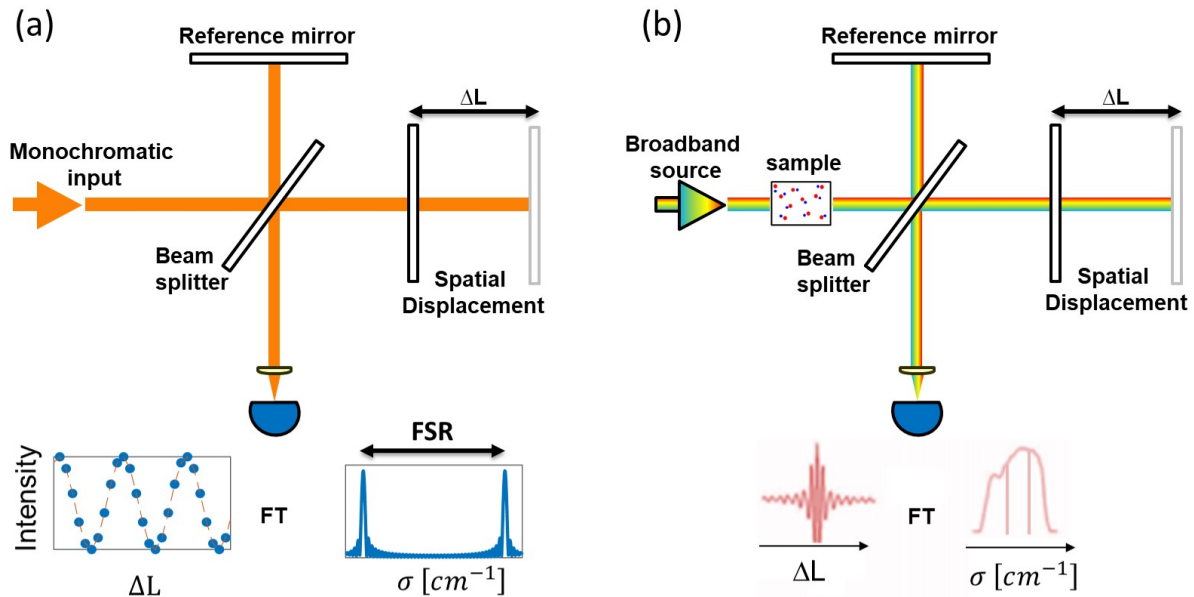 (a)
Reference mirror
ΔL
Monochromatic
input
Beam
splitter
Spatial
Displacement
Intensity
ΔL
FT
FSR
σ [cm⁻¹]
(b)
Reference mirror
ΔL
Broadband
source
sample
Beam
splitter
Spatial
Displacement
ΔL
FT
σ [cm⁻¹]